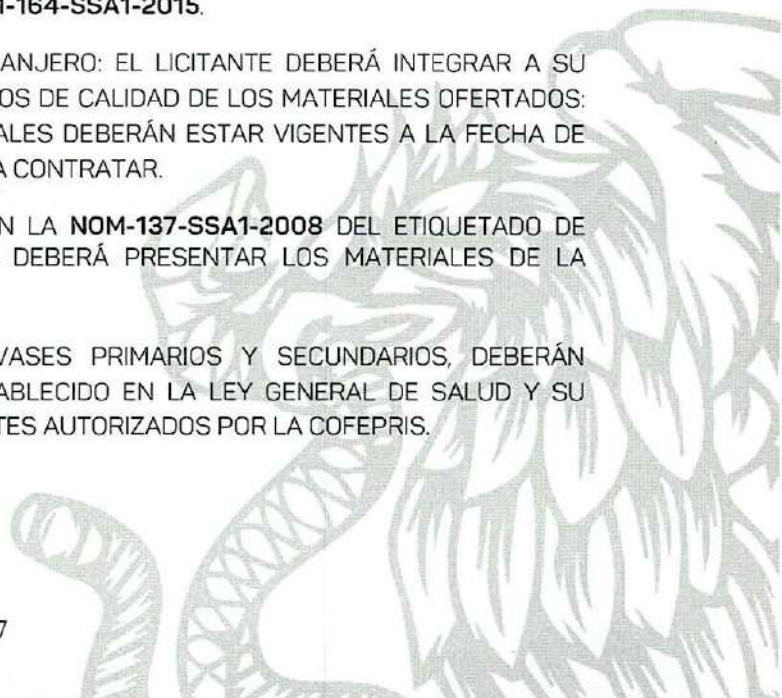 1-164-SSA1-2015.
ANJERO: EL LICITANTE DEBERÁ INTEGRAR A SU
OS DE CALIDAD DE LOS MATERIALES OFERTADOS:
ALES DEBERÁN ESTAR VIGENTES A LA FECHA DE
A CONTRATAR.
N LA NOM-137-SSA1-2008 DEL ETIQUETADO DE
DEBERÁ PRESENTAR LOS MATERIALES DE LA
VASES PRIMARIOS Y SECUNDARIOS, DEBERÁN
ABLECIDO EN LA LEY GENERAL DE SALUD Y SU
TES AUTORIZADOS POR LA COFEPRIS.
7